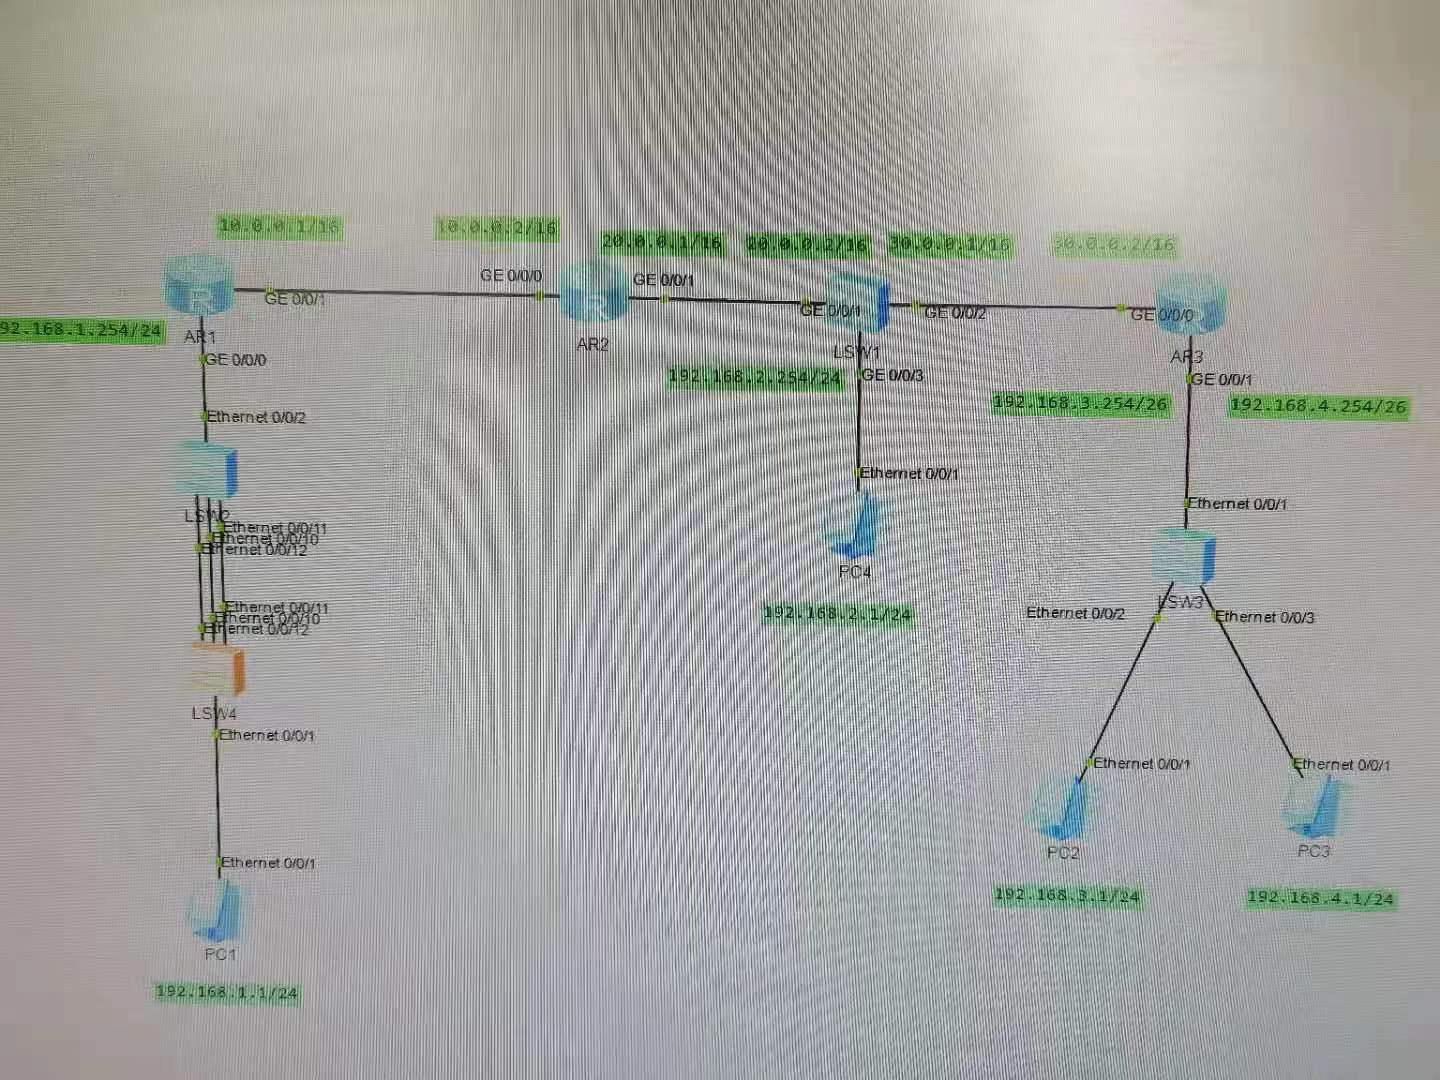 10.0.0.1/16
10.0.0.2/16
20.0.0.1/16
20.0.0.2/16
30.0.0.1/16
30.0.0.2/16
GE 0/0/1
GE 0/0/0
GE 0/0/1
GE 0/0/1
GE 0/0/2
GE 0/0/0
92.168.1.254/24
AR1
AR2
LSW1
AR3
GE 0/0/0
192.168.2.254/24
GE 0/0/3
GE 0/0/1
192.168.3.254/26
192.168.4.254/26
Ethernet 0/0/2
Ethernet 0/0/1
Ethernet 0/0/1
LSW2
Ethernet 0/0/11
Ethernet 0/0/10
Ethernet 0/0/12
PC4
192.168.2.1/24
Ethernet 0/0/11
Ethernet 0/0/10
Ethernet 0/0/12
LSW3
Ethernet 0/0/2
Ethernet 0/0/3
LSW4
Ethernet 0/0/1
Ethernet 0/0/1
Ethernet 0/0/1
Ethernet 0/0/1
PC2
PC3
192.168.3.1/24
192.168.4.1/24
PC1
192.168.1.1/24